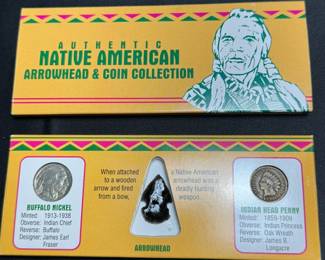 AUTHENTIC
NATIVE AMERICAN
ARROWHEAD & COIN COLLECTION
BUFFALO NICKEL
Minted: 1913-1938
Obverse: Indian Chief
Reverse: Buffalo
Designer: James Earl
Fraser
When attached
to a wooden
arrow and fired
from a bow,
a Native American
arrowhead was a
deadly hunting
weapon.
ARROWHEAD
INDIAN HEAD PENNY
Minted: 1859-1909
Obverse: Indian Princess
Reverse: Oak Wreath
Designer: James B.
Longacre